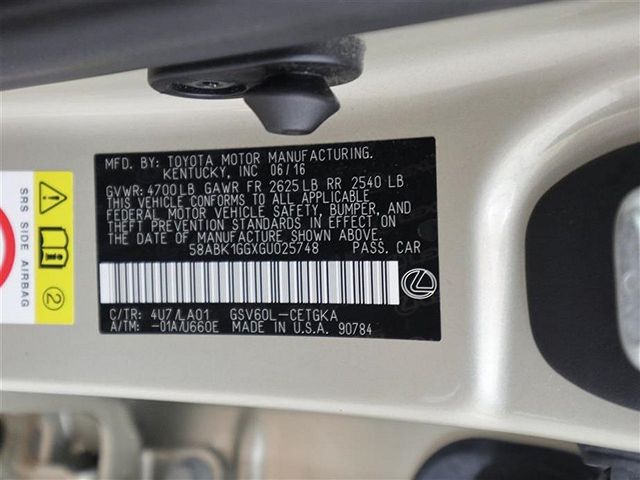 MFD. BY: TOYOTA MOTOR MANUFACTURING.
KENTUCKY, INC 06/16
GVWR: 4700LB GAWR FR 2625LB RR 2540 LB
THIS VEHICLE CONFORMS TO ALL APPLICABLE
FEDERAL MOTOR VEHICLE SAFETY, BUMPER, AND
THEFT PREVENTION STANDARDS IN EFFECT ON
THE DATE OF MANUFACTURE SHOWN ABOVE.
58ABK1GGXGU025748 PASS. CAR
C/TR: 4U7/LA01 GSV60L-CETGKA
A/TM: -01A/U660E MADE IN U.S.A. 90784
SRS SIDE AIRBAG
2